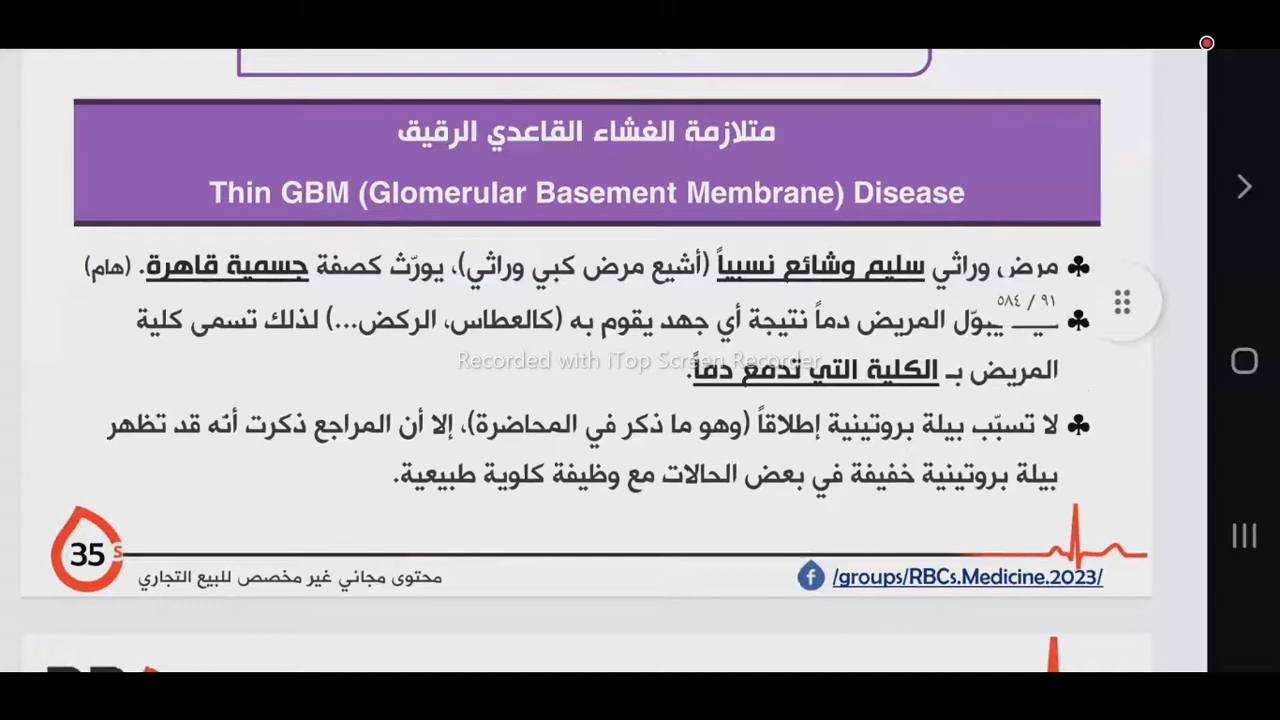 متلازمة الغشاء القاعدي الرقيق
Thin GBM (Glomerular Basement Membrane) Disease
♣ مرض وراثي سليم وشائع نسبياً (أشيع مرض كبي وراثي)، يورّث كصفة جسمية قاهرة. (هام)
٩١ / ٥٨٤
♣ يبوّل المريض دماً نتيجة أي جهد يقوم به (كالعطاس، الركض...) لذلك تسمى كلية
Recorded with iTop Screen Recorder
المريض بـ الكلية التي تدمع دماً.
♣ لا تسبّب بيلة بروتينية إطلاقاً (وهو ما ذكر في المحاضرة)، إلا أن المراجع ذكرت أنه قد تظهر
بيلة بروتينية خفيفة في بعض الحالات مع وظيفة كلوية طبيعية.
35 S
محتوى مجاني غير مخصص للبيع التجاري
f /groups/RBCs.Medicine.2023/